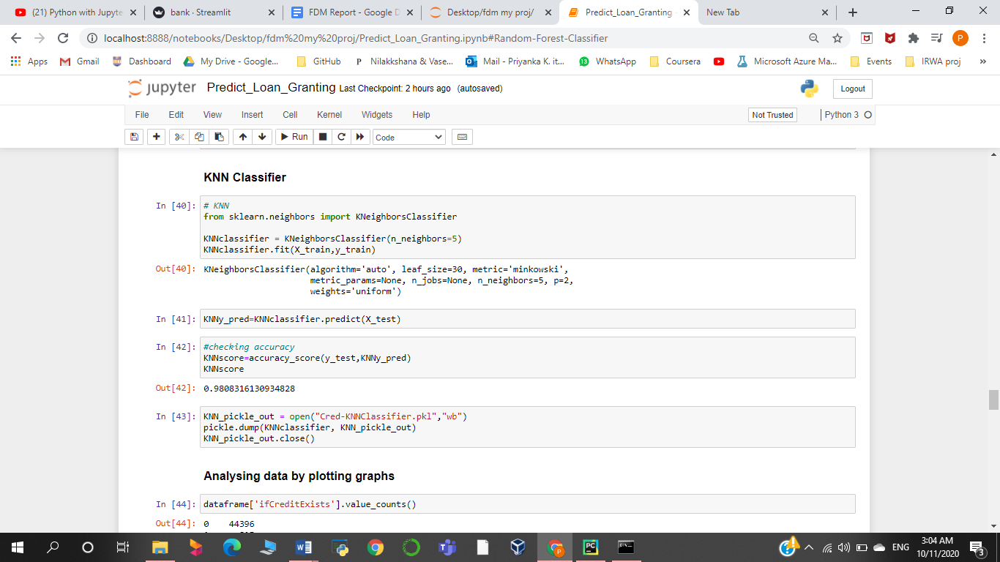 (21) Python with Jupyte
bank · Streamlit
FDM Report - Google D
Desktop/fdm my proj/
Predict_Loan_Granting
New Tab
localhost:8888/notebooks/Desktop/fdm%20my%20proj/Predict_Loan_Granting.ipynb#Random-Forest-Classifier
P
Apps
Gmail
Dashboard
My Drive - Google...
GitHub
P Nilakkshana & Vase...
Mail - Priyanka K. it...
13 WhatsApp
Coursera
Microsoft Azure Ma...
Events
IRWA proj
»
jupyter Predict_Loan_Granting Last Checkpoint: 2 hours ago (autosaved)
Logout
File Edit View Insert Cell Kernel Widgets Help
Not Trusted
Python 3
Run
Code
KNN Classifier
In [40]: # KNN
from sklearn.neighbors import KNeighborsClassifier
KNNclassifier = KNeighborsClassifier(n_neighbors=5)
KNNclassifier.fit(X_train,y_train)
Out[40]: KNeighborsClassifier(algorithm='auto', leaf_size=30, metric='minkowski',
metric_params=None, n_jobs=None, n_neighbors=5, p=2,
weights='uniform')
In [41]: KNNy_pred=KNNclassifier.predict(X_test)
In [42]: #checking accuracy
KNNscore=accuracy_score(y_test,KNNy_pred)
KNNscore
Out[42]: 0.9808316130934828
In [43]: KNN_pickle_out = open("Cred-KNNClassifier.pkl","wb")
pickle.dump(KNNclassifier, KNN_pickle_out)
KNN_pickle_out.close()
Analysing data by plotting graphs
In [44]: dataframe['ifCreditExists'].value_counts()
Out[44]: 0 44396
ENG
3:04 AM
10/11/2020
3